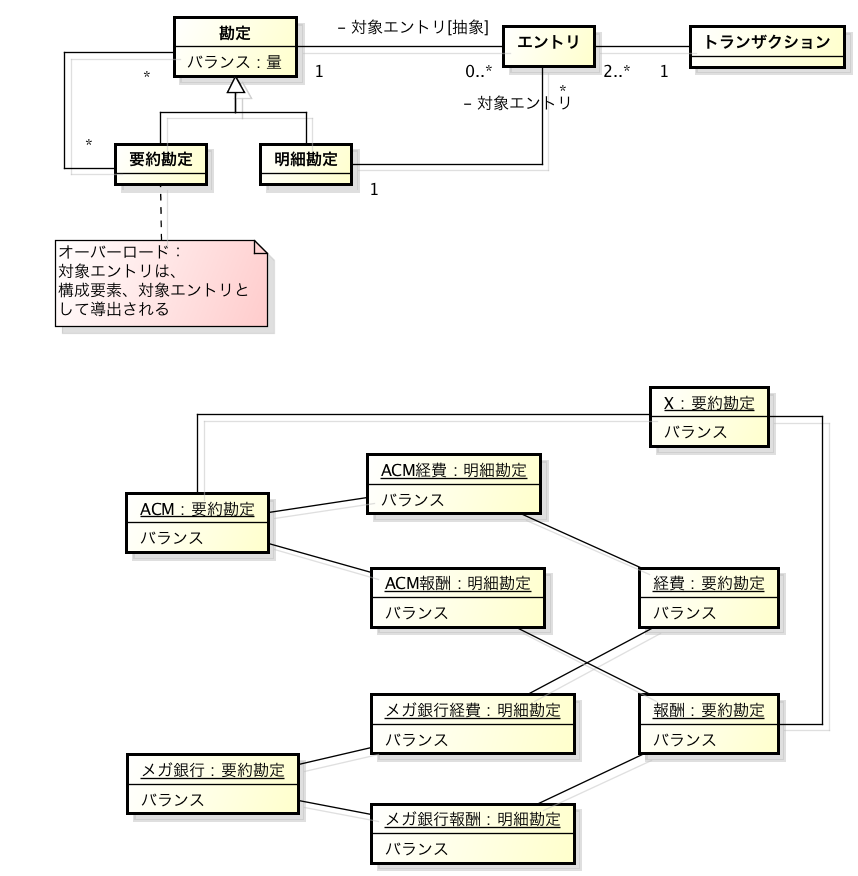 勘定
バランス：量
– 対象エントリ[抽象]
エントリ
トランザクション
*
1
0..*
2..*
1
*
– 対象エントリ
*
要約勘定
明細勘定
1
オーバーロード：
対象エントリは、
構成要素、対象エントリと
して導出される
X：要約勘定
バランス
ACM経費：明細勘定
バランス
ACM：要約勘定
バランス
ACM報酬：明細勘定
バランス
経費：要約勘定
バランス
メガ銀行経費：明細勘定
バランス
報酬：要約勘定
バランス
メガ銀行：要約勘定
バランス
メガ銀行報酬：明細勘定
バランス